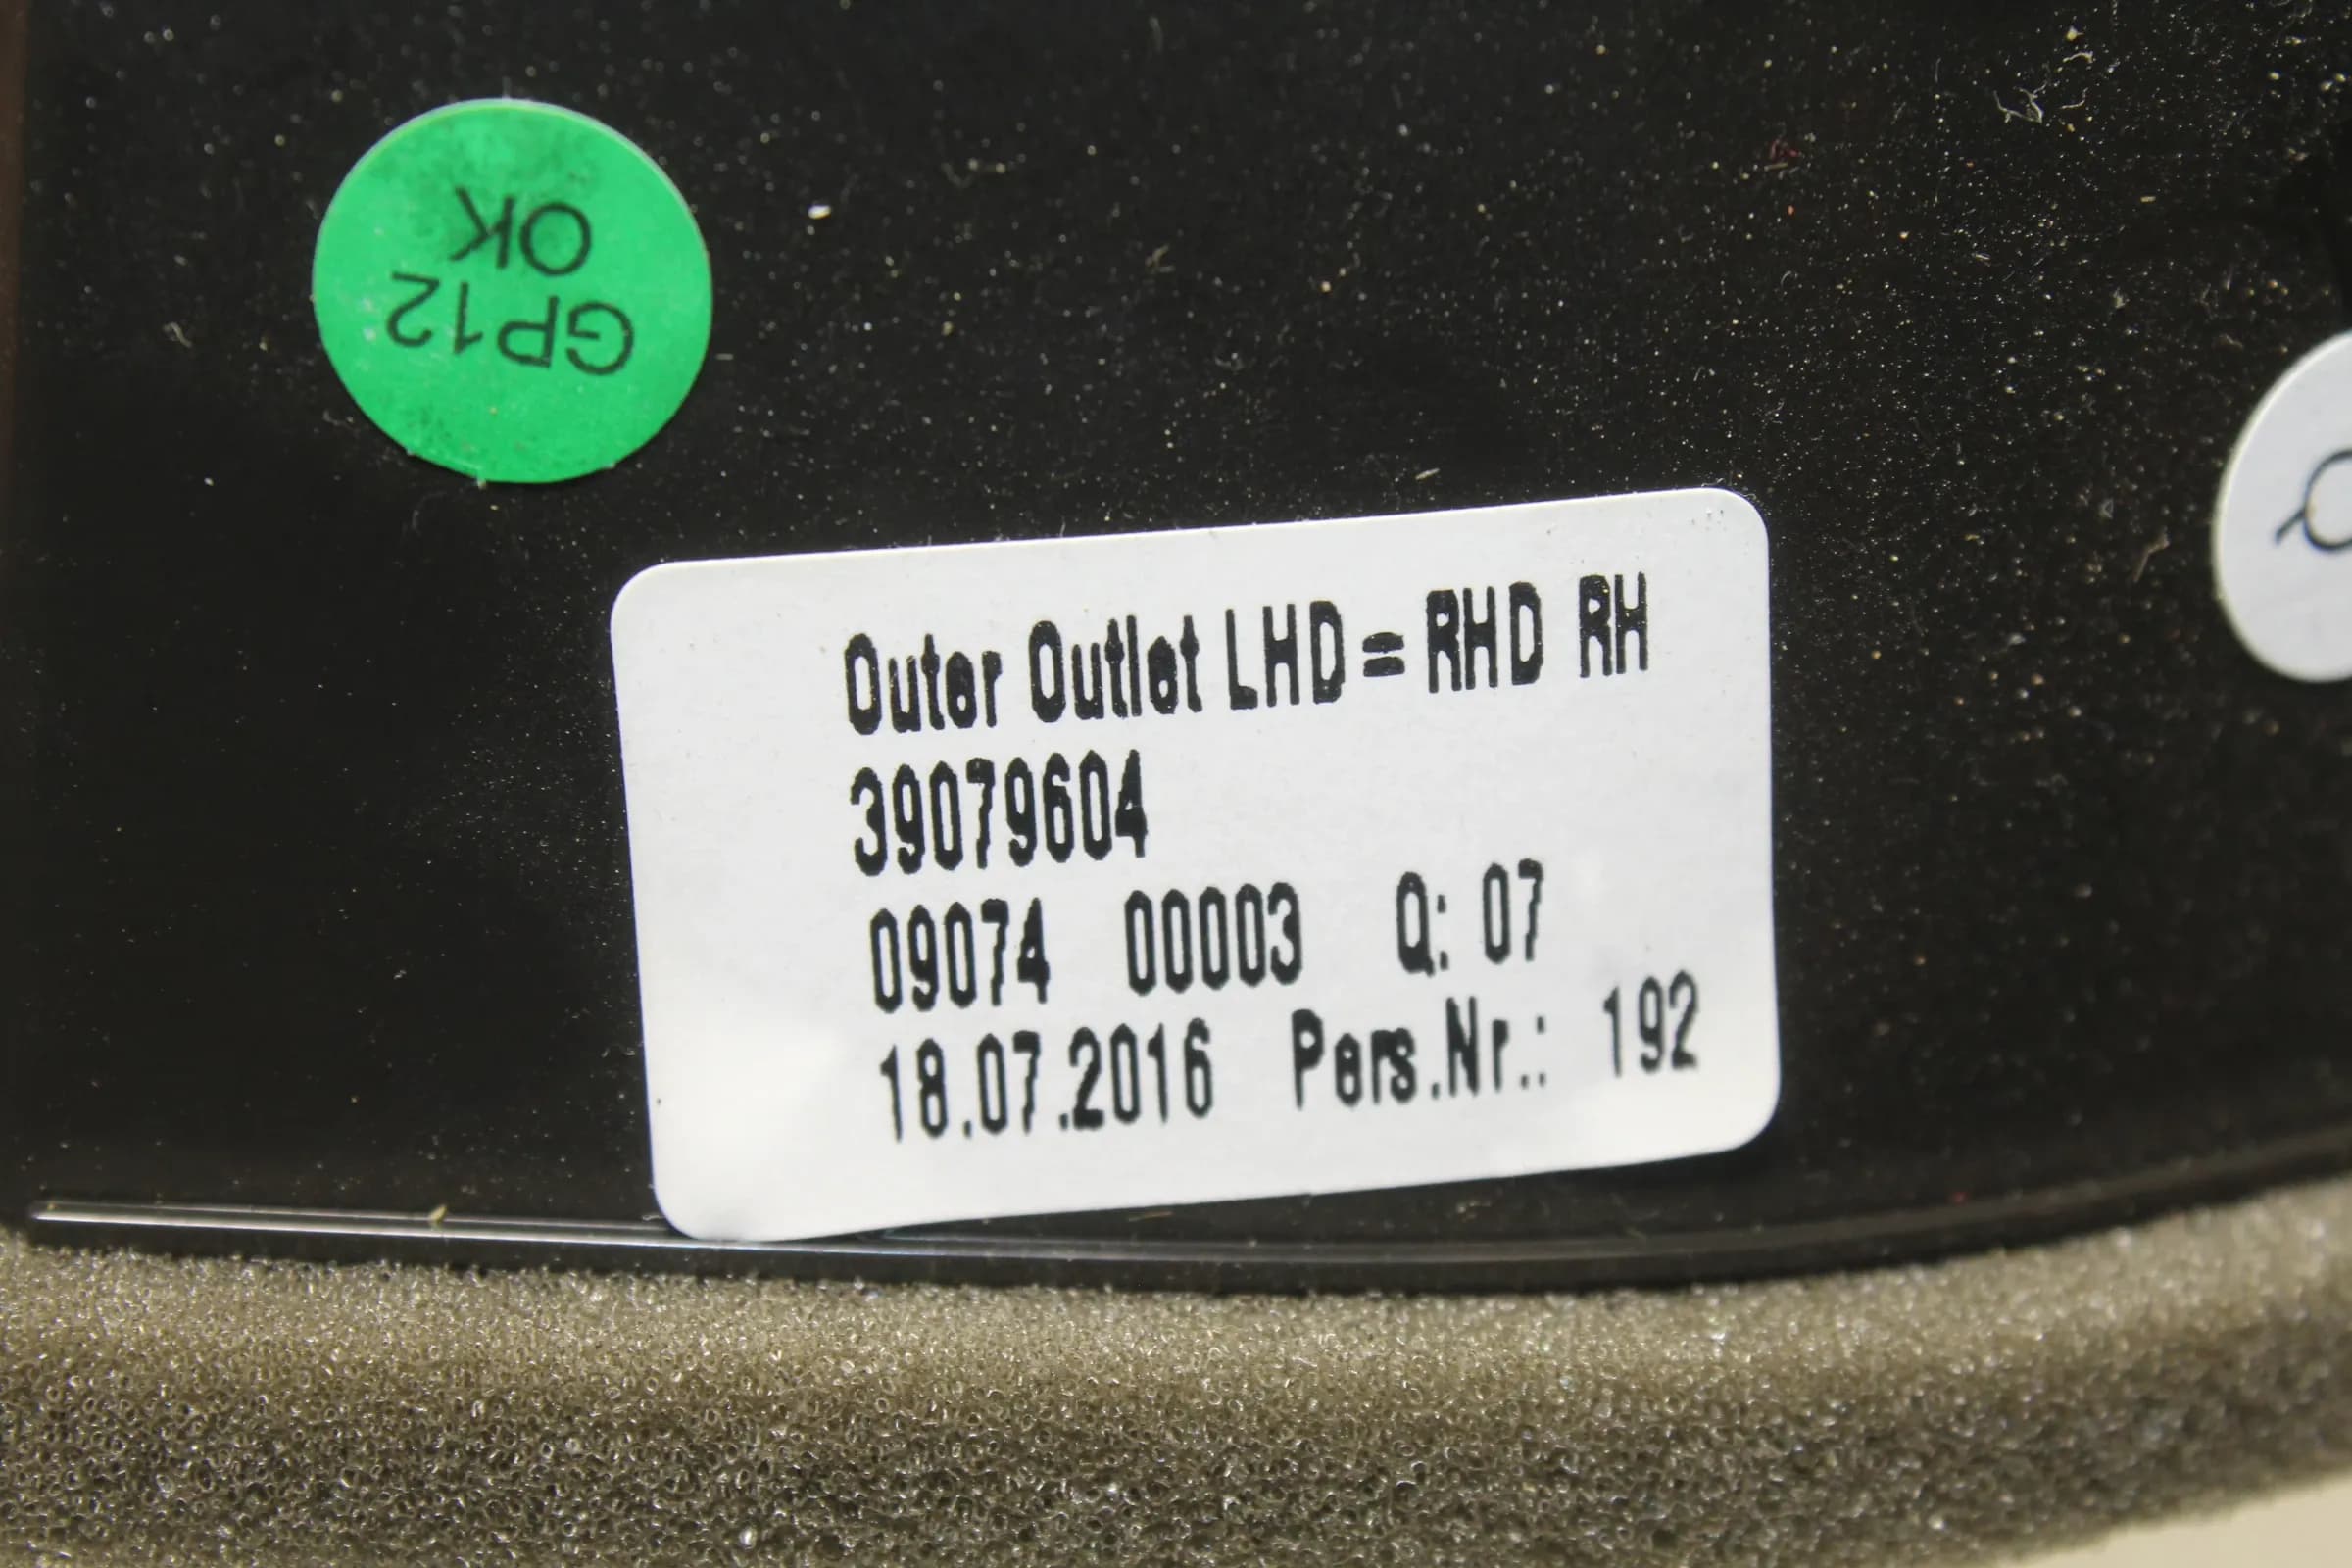 GP12
OK
Outer Outlet LHD = RHD RH
39079604
09074 00003 Q: 07
18.07.2016 Pers.Nr.: 192